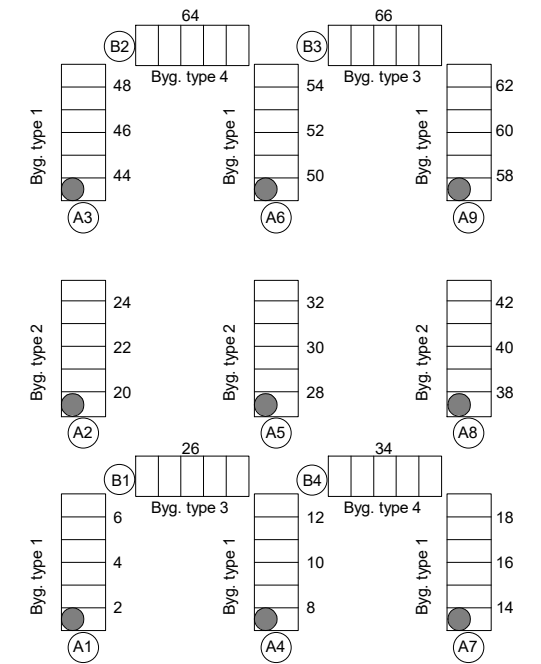 64
66
B2
B3
Byg. type 4
Byg. type 3
48
54
62
Byg. type 1
Byg. type 1
Byg. type 1
46
52
60
44
50
58
A3
A6
A9
24
32
42
Byg. type 2
Byg. type 2
Byg. type 2
22
30
40
20
28
38
A2
A5
A8
26
34
B1
B4
Byg. type 3
Byg. type 4
6
12
18
Byg. type 1
Byg. type 1
Byg. type 1
4
10
16
2
8
14
A1
A4
A7